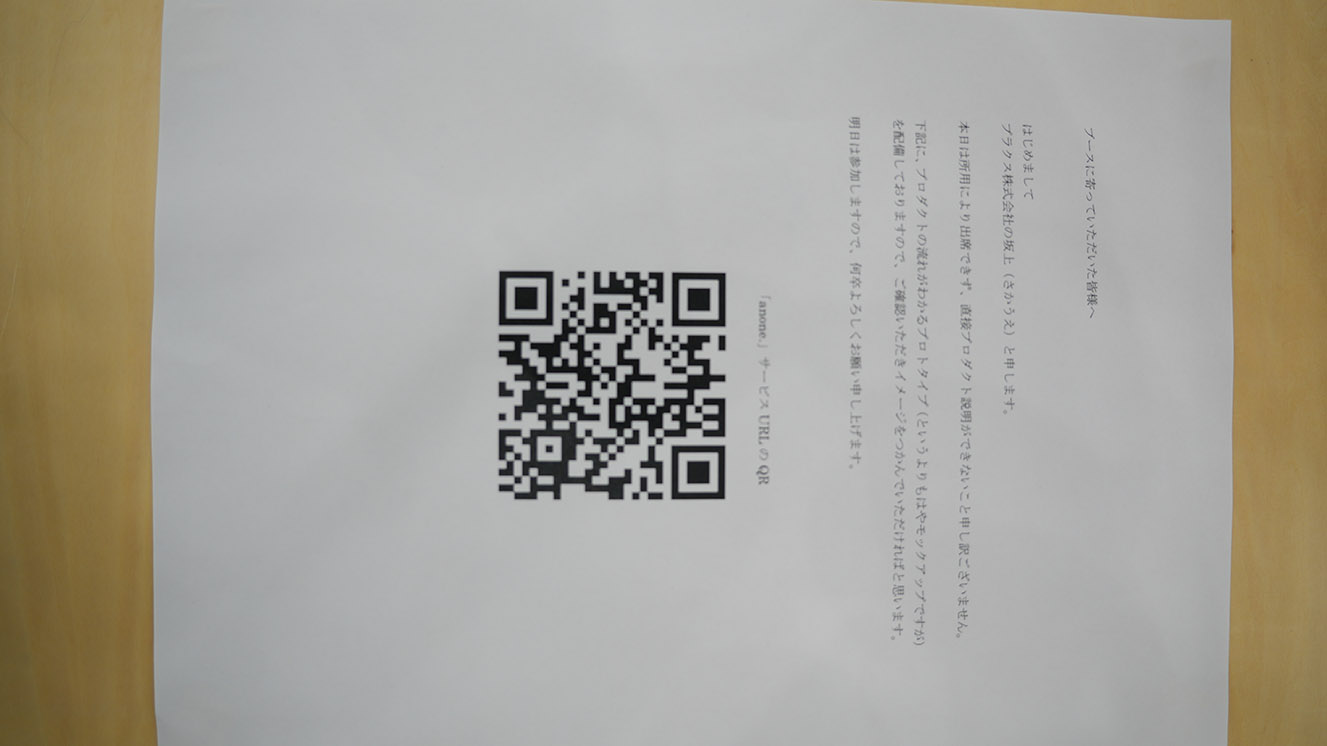 ブースに寄っていただいた皆様へ
はじめまして
プラクス株式会社の坂上（さかうえ）と申します。
本日は所用により出席できず、直接プロダクト説明ができないこと申し訳ございません。
下記に、プロダクトの流れがわかるプロトタイプ（というよりもはやモックアップですが）
を配備しておりますので、ご確認いただきイメージをつかんでいただければと思います。
明日は参加しますので、何卒よろしくお願い申し上げます。
「anone.」サービス URL の QR